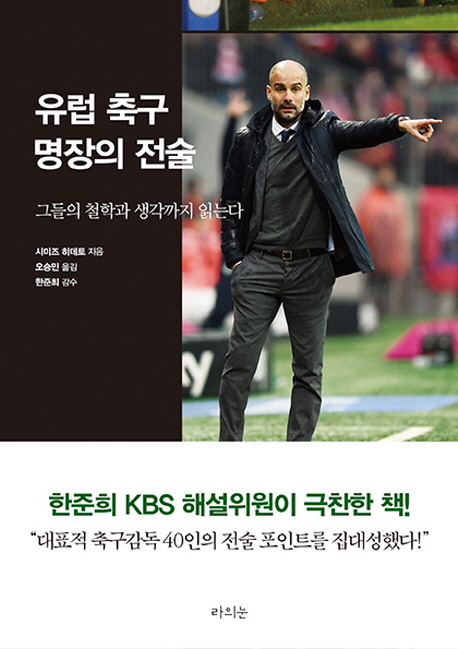 유럽 축구
명장의 전술
그들의 철학과 생각까지 읽는다
시미즈 히데토 지음
오승민 옮김
한준희 감수
한준희 KBS 해설위원이 극찬한 책!
“대표적 축구감독 40인의 전술 포인트를 집대성했다!”
라의눈